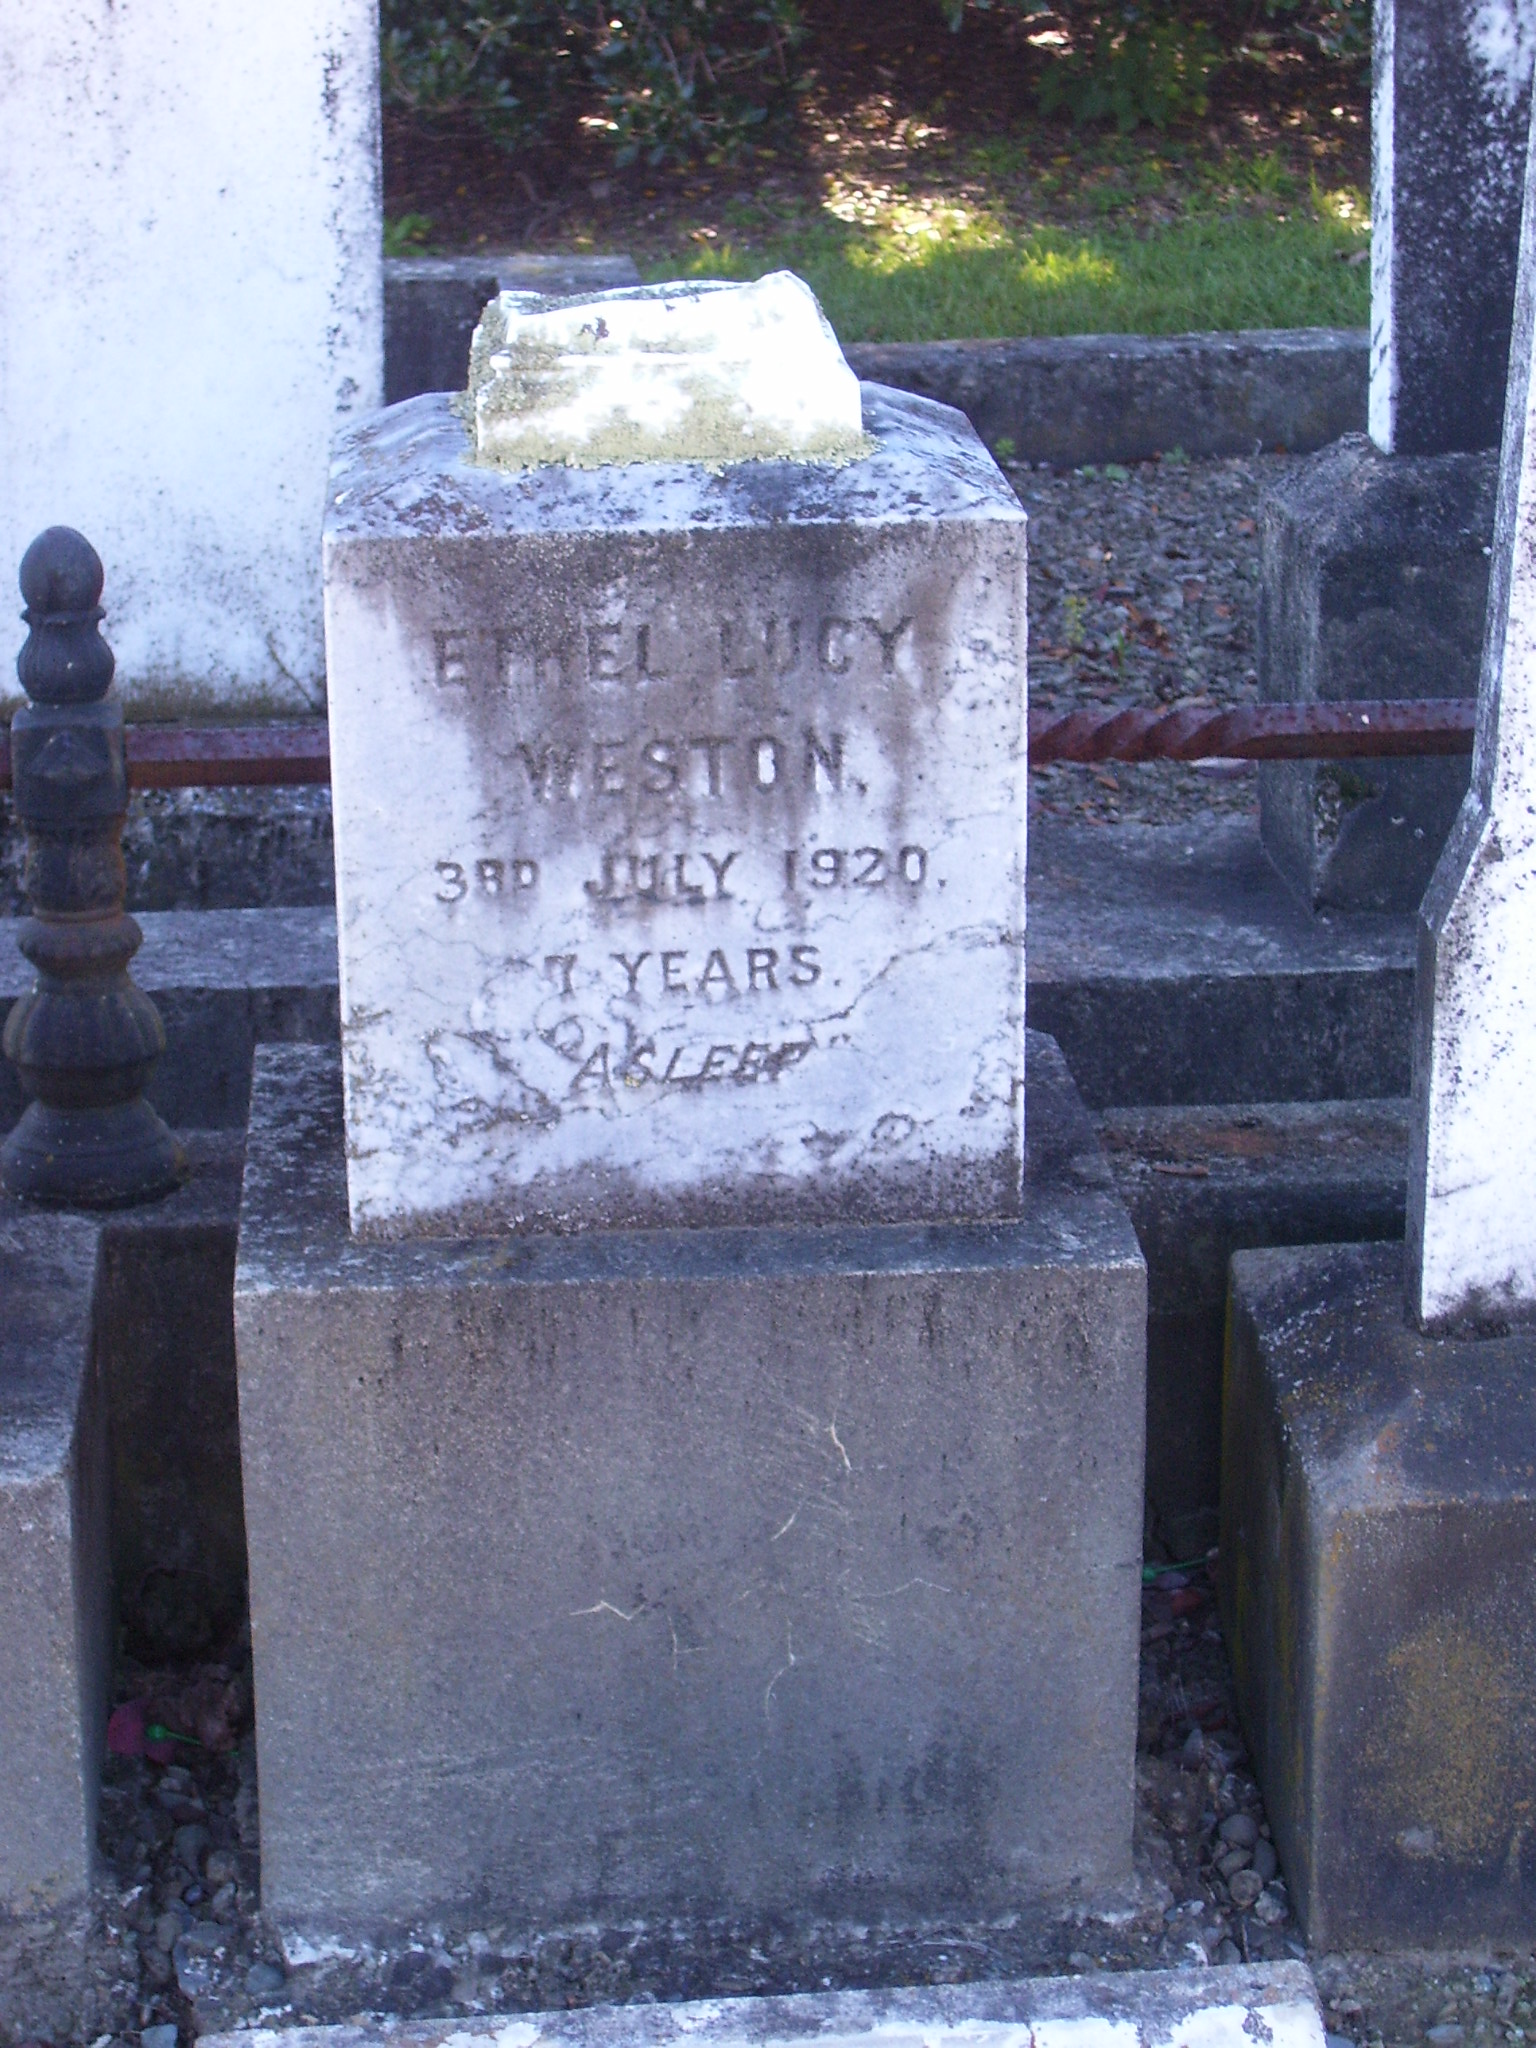 ETHEL LUCY
WESTON.
3RD JULY 1920.
7 YEARS.
"ASLEEP"